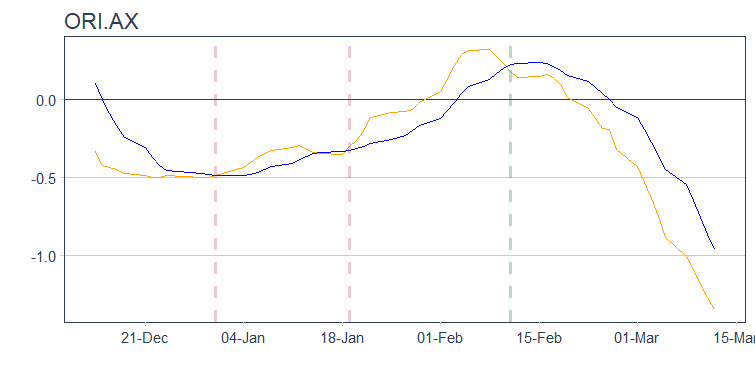 ORI.AX
0.0
-0.5
-1.0
21-Dec
04-Jan
18-Jan
01-Feb
15-Feb
01-Mar
15-Mar